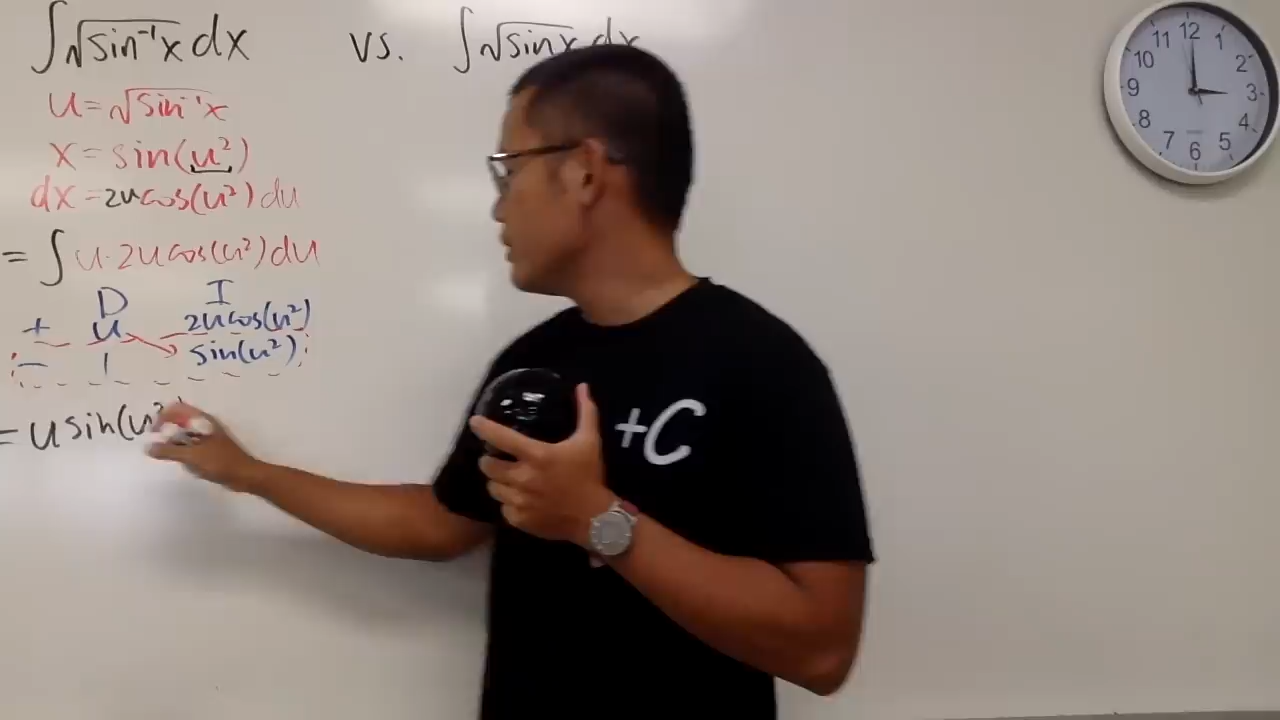 ∫√sin⁻¹x dx vs. ∫√sinx dx
u=√sin⁻¹x
x = sin(u²)
dx = 2u cos(u²) du
= ∫ u·2u cos(u²) du
D I
+ u 2u cos(u²)
− 1 sin(u²)
= u sin(u²
+C
12
1
2
3
4
5
6
7
8
9
10
11